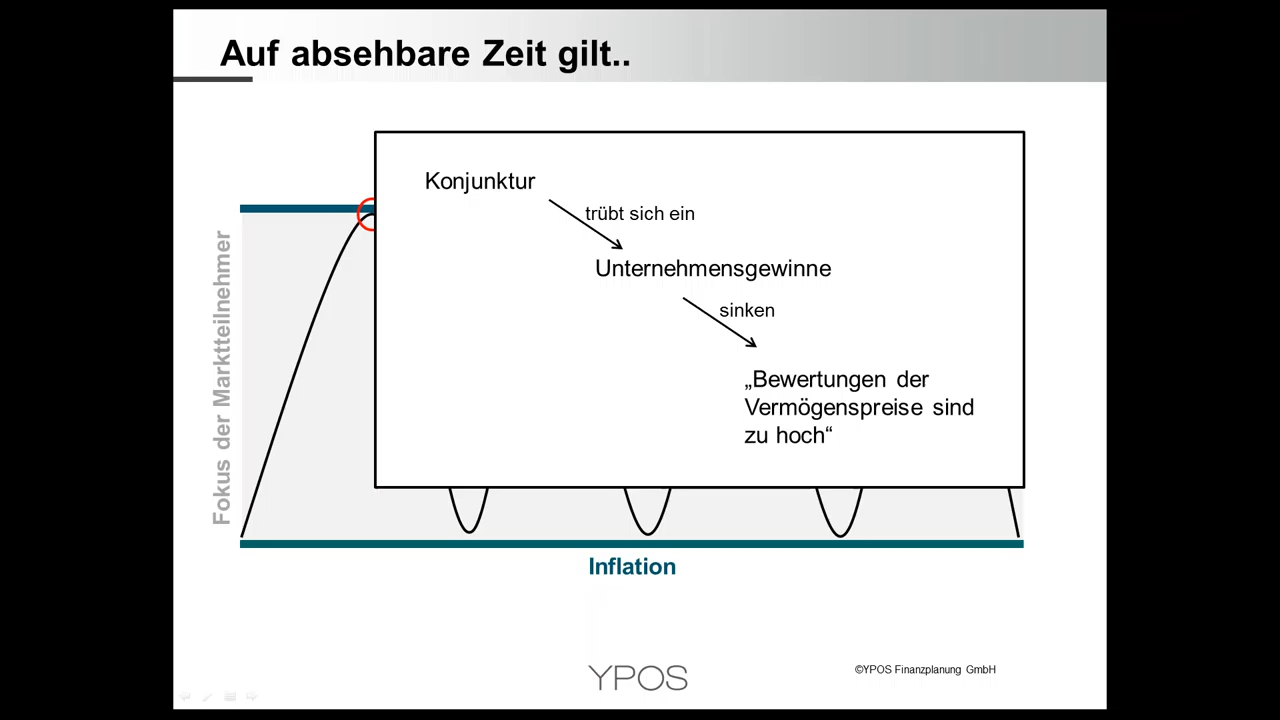 Auf absehbare Zeit gilt..
Fokus der Marktteilnehmer
Konjunktur
trübt sich ein
Unternehmensgewinne
sinken
„Bewertungen der
Vermögenspreise sind
zu hoch“
Inflation
YPOS
©YPOS Finanzplanung GmbH